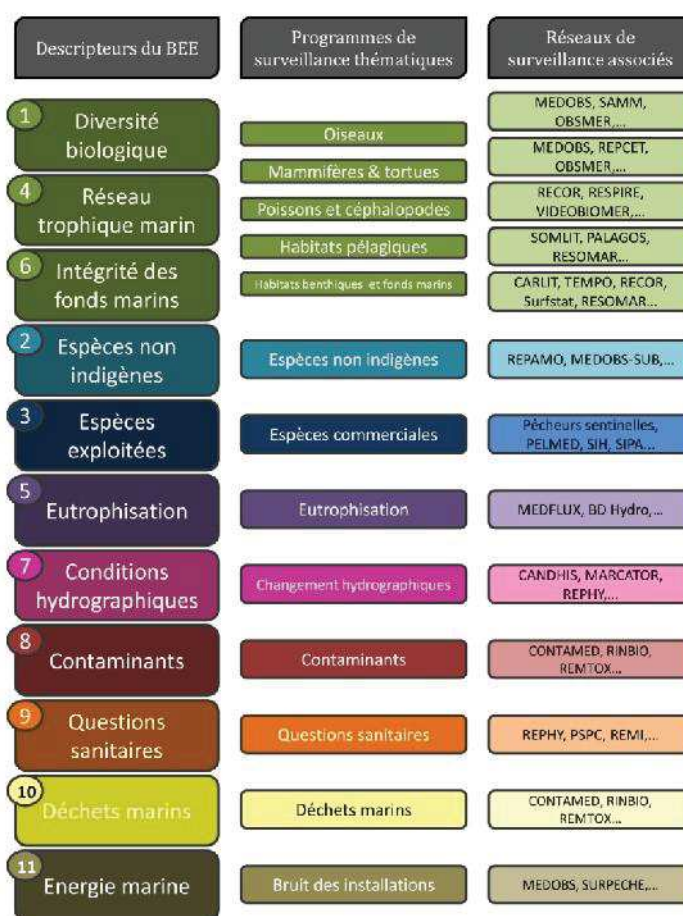 Descripteurs du BEE
Programmes de
surveillance thématiques
Réseaux de
surveillance associés
1
Diversité
biologique
4
Réseau
trophique marin
6
Intégrité des
fonds marins
Oiseaux
Mammifères & tortues
Poissons et céphalopodes
Habitats pélagiques
Habitats benthiques et fonds marins
MEDOBS, SAMM,
OBSMER,...
MEDOBS, REPCET,
OBSMER,...
RECOR, RESPIRE,
VIDEOBIOMER,...
SOMLIT, PALAGOS,
RESOMAR...
CARLIT, TEMPO, RECOR,
Surfstat, RESOMAR...
2
Espèces non
indigènes
Espèces non indigènes
REPAMO, MEDOBS-SUB,...
3
Espèces
exploitées
Espèces commerciales
Pêcheurs sentinelles,
PELMED, SIH, SIPA...
5
Eutrophisation
Eutrophisation
MEDFLUX, BD Hydro,...
7
Conditions
hydrographiques
Changement hydrographiques
CANDHIS, MARCATOR,
REPHY,...
8
Contaminants
Contaminants
CONTAMED, RINBIO,
REMTOX...
9
Questions
sanitaires
Questions sanitaires
REPHY, PSPC, REMI,...
10
Déchets marins
Déchets marins
CONTAMED, RINBIO,
REMTOX...
11
Energie marine
Bruit des installations
MEDOBS, SURPECHE,...